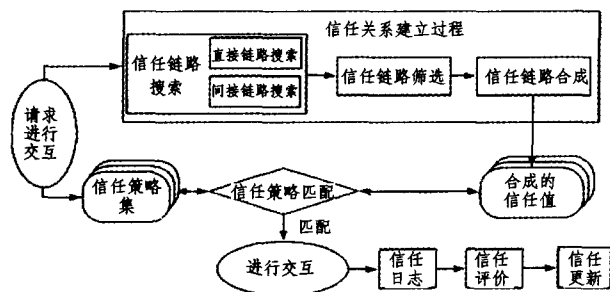 信任关系建立过程
信任链路
搜索
直接链路搜索
间接链路搜索
信任链路筛选
信任链路合成
请求
进行
交互
信任策略
集
信任策略匹配
合成的
信任值
匹配
进行交互
信任
日志
信任
评价
信任
更新